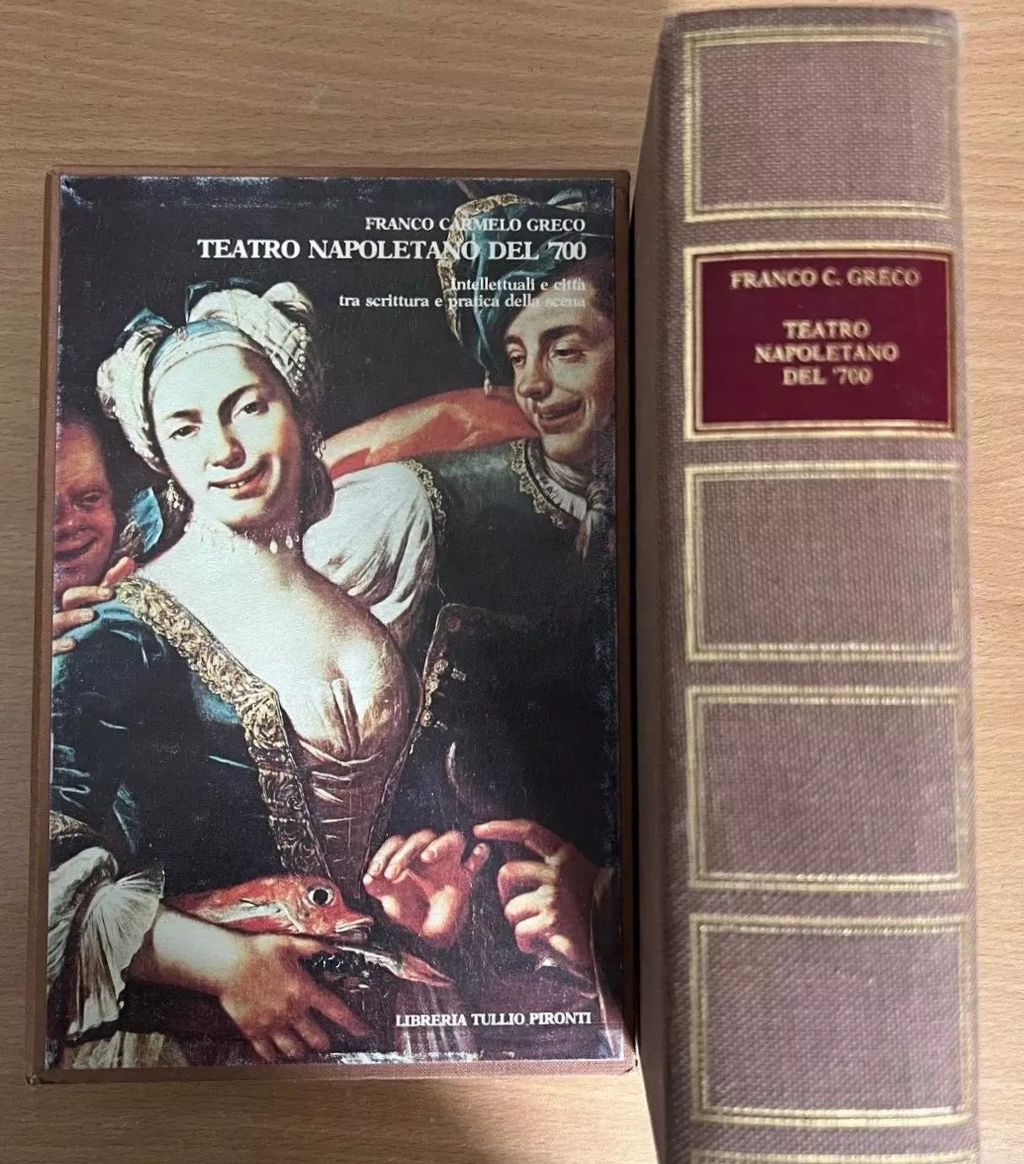 FRANCO CARMELO GRECO
TEATRO NAPOLETANO DEL '700
Intellettuali e città
tra scrittura e pratica della scena
LIBRERIA TULLIO PIRONTI
FRANCO C. GRECO
TEATRO
NAPOLETANO
DEL '700